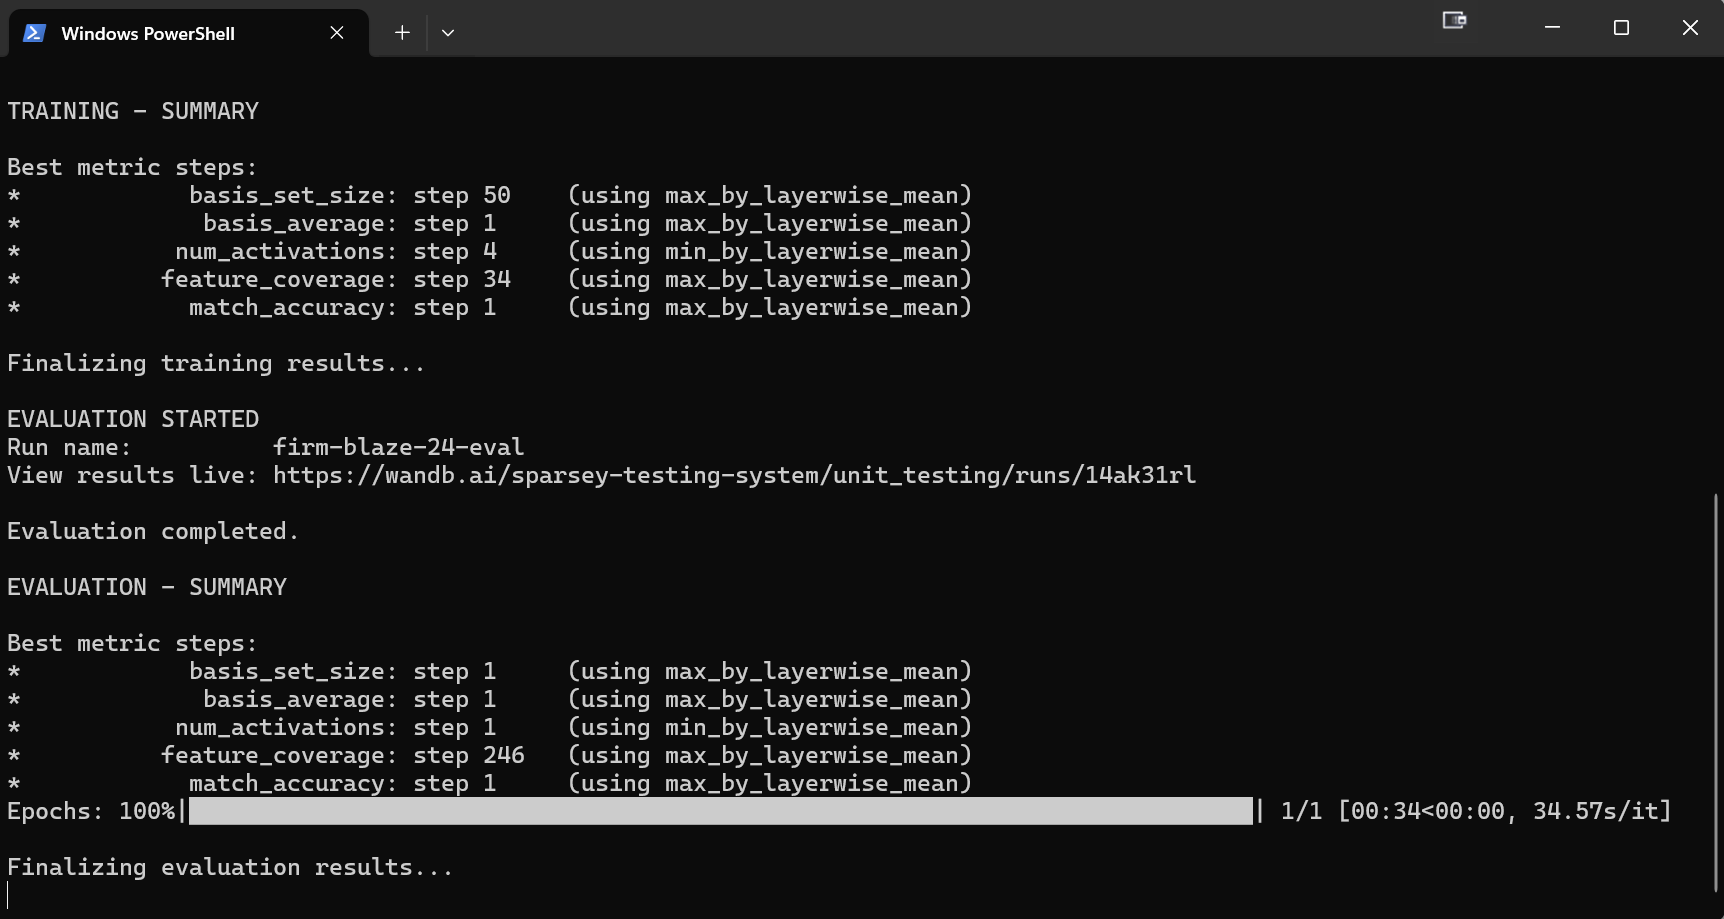 Windows PowerShell
TRAINING - SUMMARY
Best metric steps:
*            basis_set_size: step 50    (using max_by_layerwise_mean)
*             basis_average: step 1     (using max_by_layerwise_mean)
*           num_activations: step 4     (using min_by_layerwise_mean)
*          feature_coverage: step 34    (using max_by_layerwise_mean)
*            match_accuracy: step 1     (using max_by_layerwise_mean)
Finalizing training results...
EVALUATION STARTED
Run name:          firm-blaze-24-eval
View results live: https://wandb.ai/sparsey-testing-system/unit_testing/runs/14ak31rl
Evaluation completed.
EVALUATION - SUMMARY
Best metric steps:
*            basis_set_size: step 1     (using max_by_layerwise_mean)
*             basis_average: step 1     (using max_by_layerwise_mean)
*           num_activations: step 1     (using min_by_layerwise_mean)
*          feature_coverage: step 246   (using max_by_layerwise_mean)
*            match_accuracy: step 1     (using max_by_layerwise_mean)
Epochs: 100%| | 1/1 [00:34<00:00, 34.57s/it]
Finalizing evaluation results...